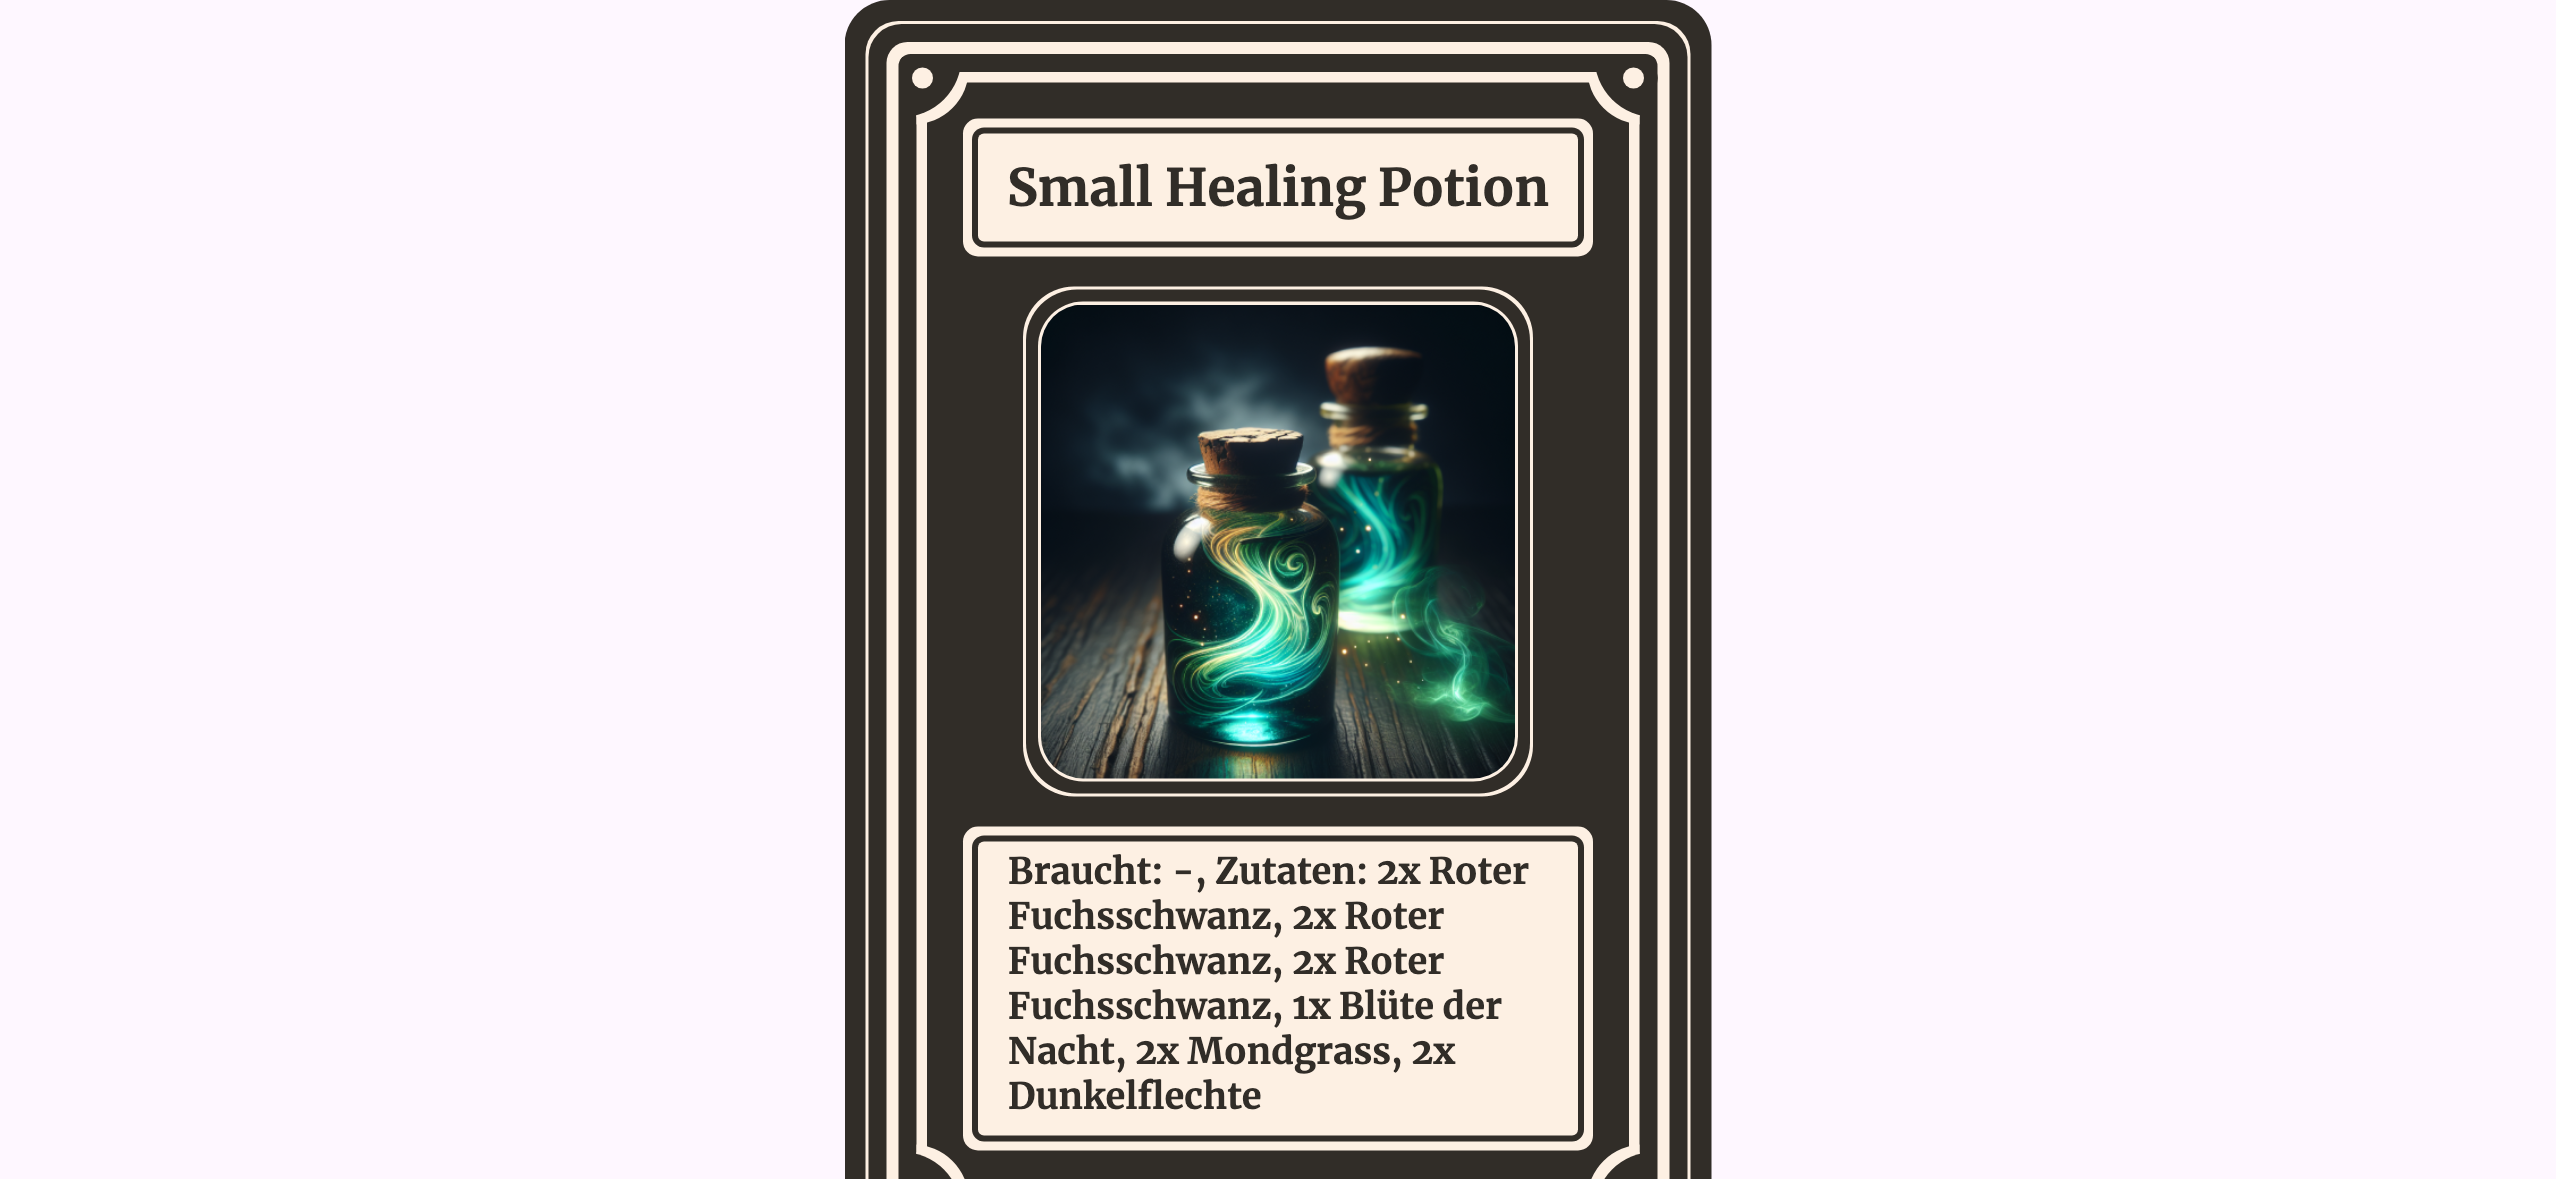 Small Healing Potion
Braucht: -, Zutaten: 2x Roter
Fuchsschwanz, 2x Roter
Fuchsschwanz, 2x Roter
Fuchsschwanz, 1x Blüte der
Nacht, 2x Mondgrass, 2x
Dunkelflechte